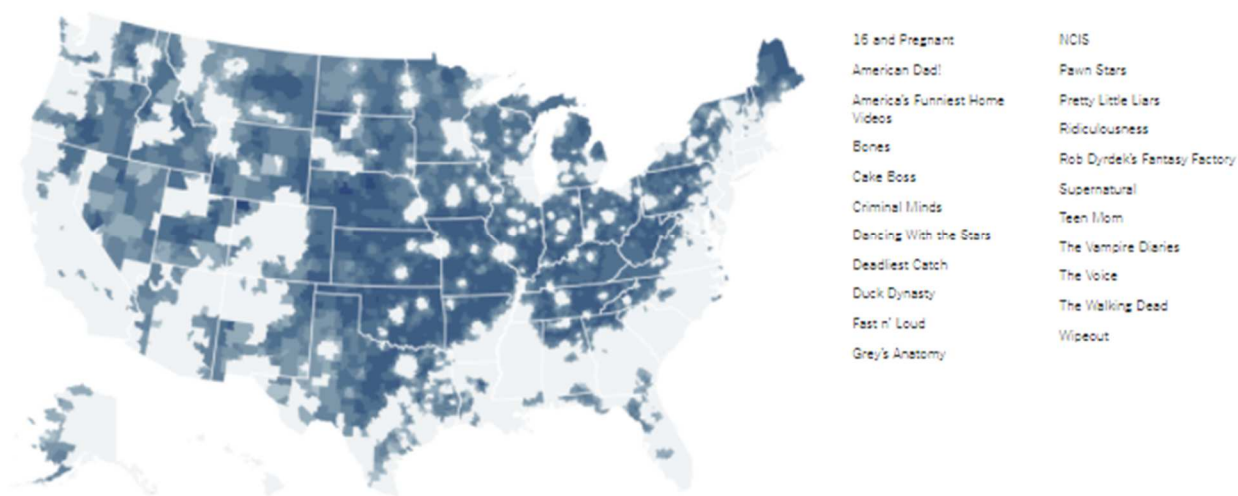 16 and Pregnant
American Dad!
America's Funniest Home
Videos
Bones
Cake Boss
Criminal Minds
Dancing With the Stars
Deadliest Catch
Duck Dynasty
Fast n' Loud
Grey's Anatomy
NCIS
Pawn Stars
Pretty Little Liars
Ridiculousness
Rob Dyrdek's Fantasy Factory
Supernatural
Teen Mom
The Vampire Diaries
The Voice
The Walking Dead
Wipeout